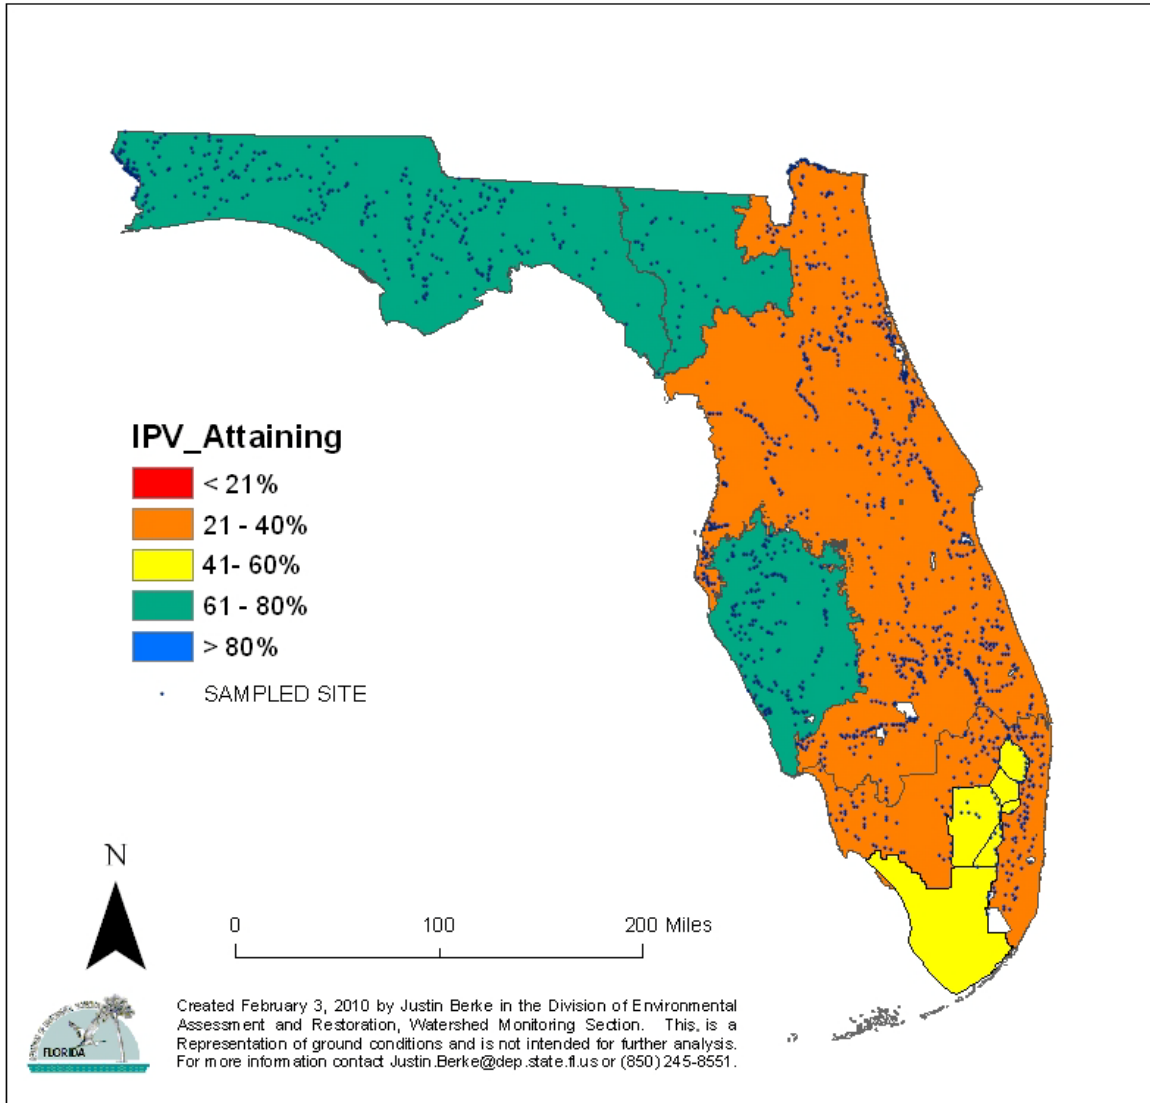 IPV_Attaining
< 21%
21 - 40%
41- 60%
61 - 80%
> 80%
SAMPLED SITE
N
0 100 200 Miles
Created February 3, 2010 by Justin Berke in the Division of Environmental
Assessment and Restoration, Watershed Monitoring Section. This, is a
Representation of ground conditions and is not intended for further analysis.
For more information contact Justin.Berke@dep.state.fl.us or (850) 245-8551.
FLORIDA